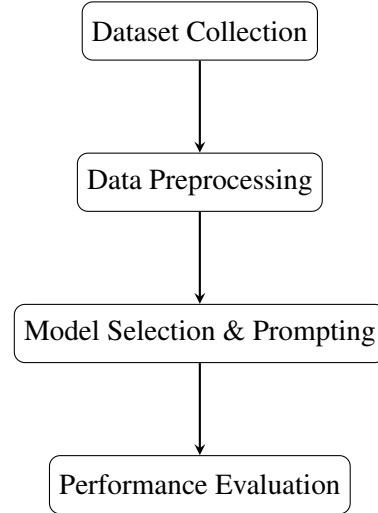 Dataset Collection
Data Preprocessing
Model Selection & Prompting
Performance Evaluation